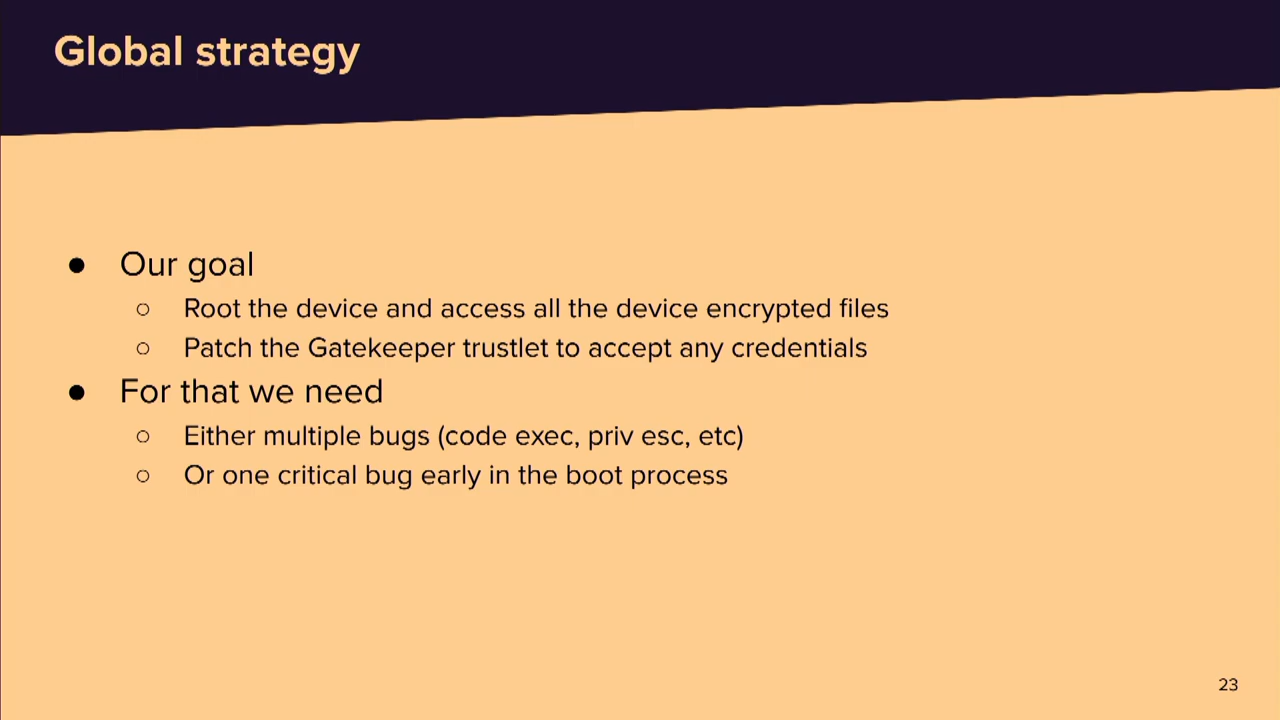 Global strategy
● Our goal
○ Root the device and access all the device encrypted files
○ Patch the Gatekeeper trustlet to accept any credentials
● For that we need
○ Either multiple bugs (code exec, priv esc, etc)
○ Or one critical bug early in the boot process
23